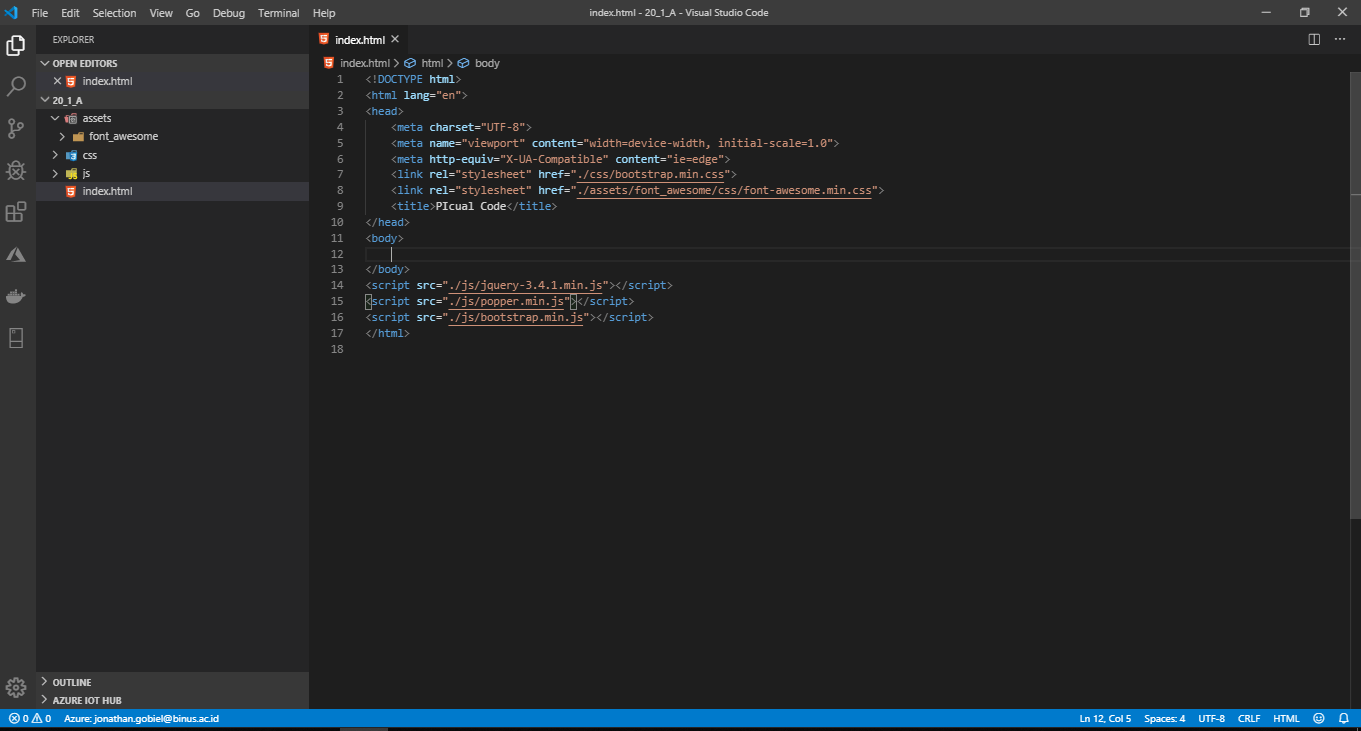 File Edit Selection View Go Debug Terminal Help
index.html - 20_1_A - Visual Studio Code
EXPLORER
OPEN EDITORS
index.html
20_1_A
assets
font_awesome
css
js
index.html
OUTLINE
AZURE IOT HUB
index.html
index.html > html > body
1 <!DOCTYPE html>
2 <html lang="en">
3 <head>
4     <meta charset="UTF-8">
5     <meta name="viewport" content="width=device-width, initial-scale=1.0">
6     <meta http-equiv="X-UA-Compatible" content="ie=edge">
7     <link rel="stylesheet" href="./css/bootstrap.min.css">
8     <link rel="stylesheet" href="./assets/font_awesome/css/font-awesome.min.css">
9     <title>PIcual Code</title>
10 </head>
11 <body>
12
13 </body>
14 <script src="./js/jquery-3.4.1.min.js"></script>
15 <script src="./js/popper.min.js"></script>
16 <script src="./js/bootstrap.min.js"></script>
17 </html>
18
0 0 Azure: jonathan.gobiel@binus.ac.id
Ln 12, Col 5 Spaces: 4 UTF-8 CRLF HTML